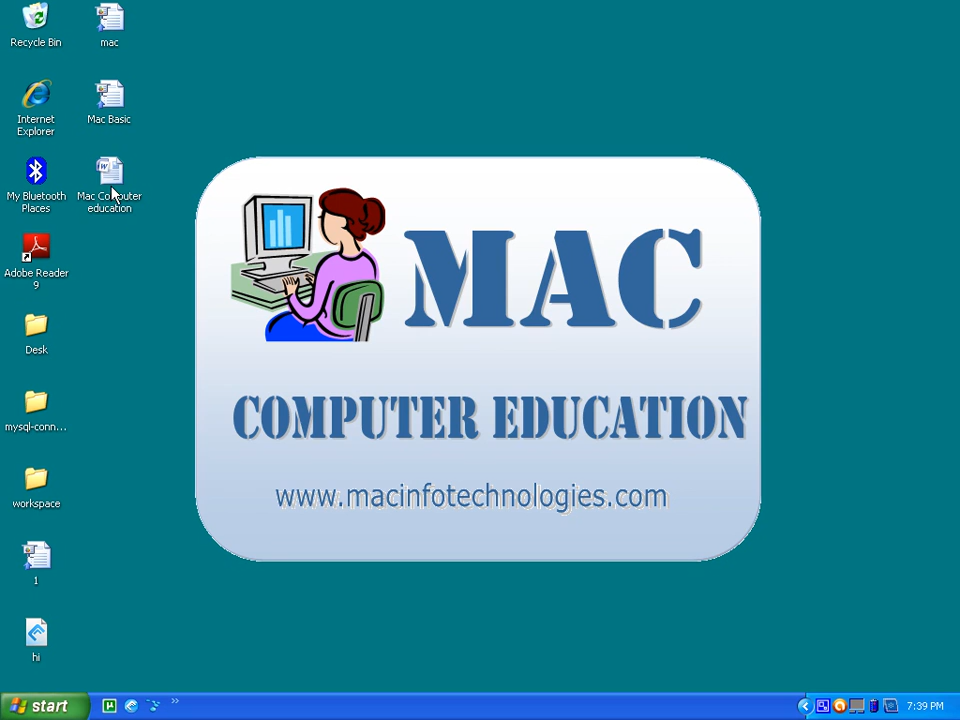 Recycle Bin
mac
Internet
Explorer
Mac Basic
My Bluetooth
Places
Mac Computer
education
Adobe Reader
9
Desk
mysql-conn...
workspace
1
hi
MAC
COMPUTER EDUCATION
www.macinfotechnologies.com
start
7:39 PM